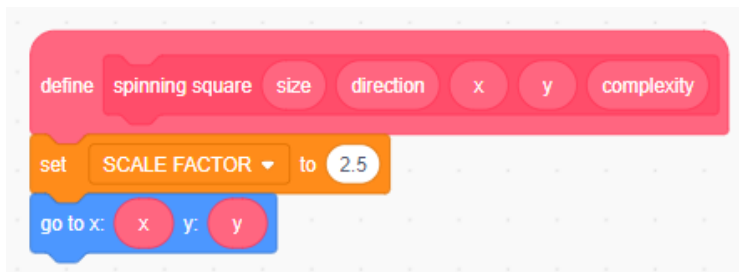 define spinning square size direction x y complexity
set SCALE FACTOR to 2.5
go to x: x y: y